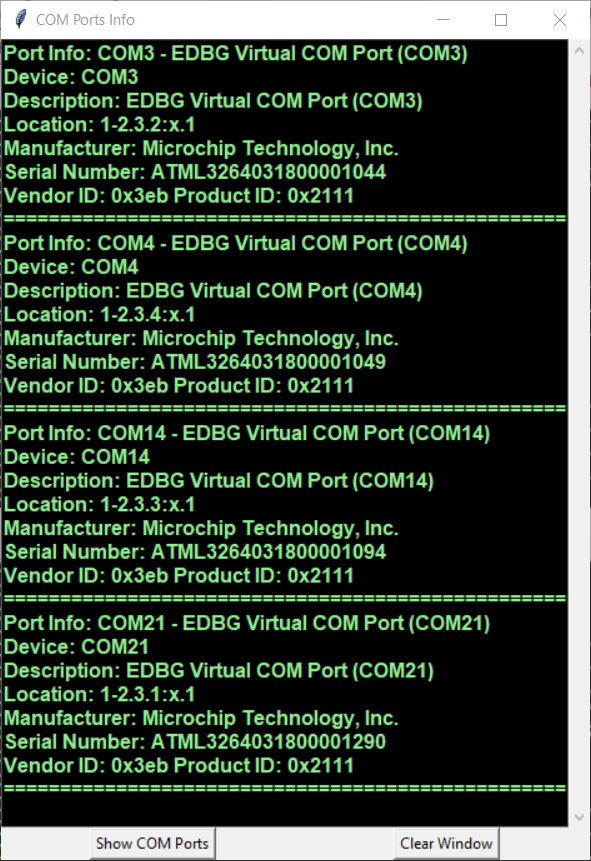 COM Ports Info
Port Info: COM3 - EDBG Virtual COM Port (COM3)
Device: COM3
Description: EDBG Virtual COM Port (COM3)
Location: 1-2.3.2:x.1
Manufacturer: Microchip Technology, Inc.
Serial Number: ATML3264031800001044
Vendor ID: 0x3eb Product ID: 0x2111
==================================================
Port Info: COM4 - EDBG Virtual COM Port (COM4)
Device: COM4
Description: EDBG Virtual COM Port (COM4)
Location: 1-2.3.4:x.1
Manufacturer: Microchip Technology, Inc.
Serial Number: ATML3264031800001049
Vendor ID: 0x3eb Product ID: 0x2111
==================================================
Port Info: COM14 - EDBG Virtual COM Port (COM14)
Device: COM14
Description: EDBG Virtual COM Port (COM14)
Location: 1-2.3.3:x.1
Manufacturer: Microchip Technology, Inc.
Serial Number: ATML3264031800001094
Vendor ID: 0x3eb Product ID: 0x2111
==================================================
Port Info: COM21 - EDBG Virtual COM Port (COM21)
Device: COM21
Description: EDBG Virtual COM Port (COM21)
Location: 1-2.3.1:x.1
Manufacturer: Microchip Technology, Inc.
Serial Number: ATML3264031800001290
Vendor ID: 0x3eb Product ID: 0x2111
==================================================
Show COM Ports
Clear Window